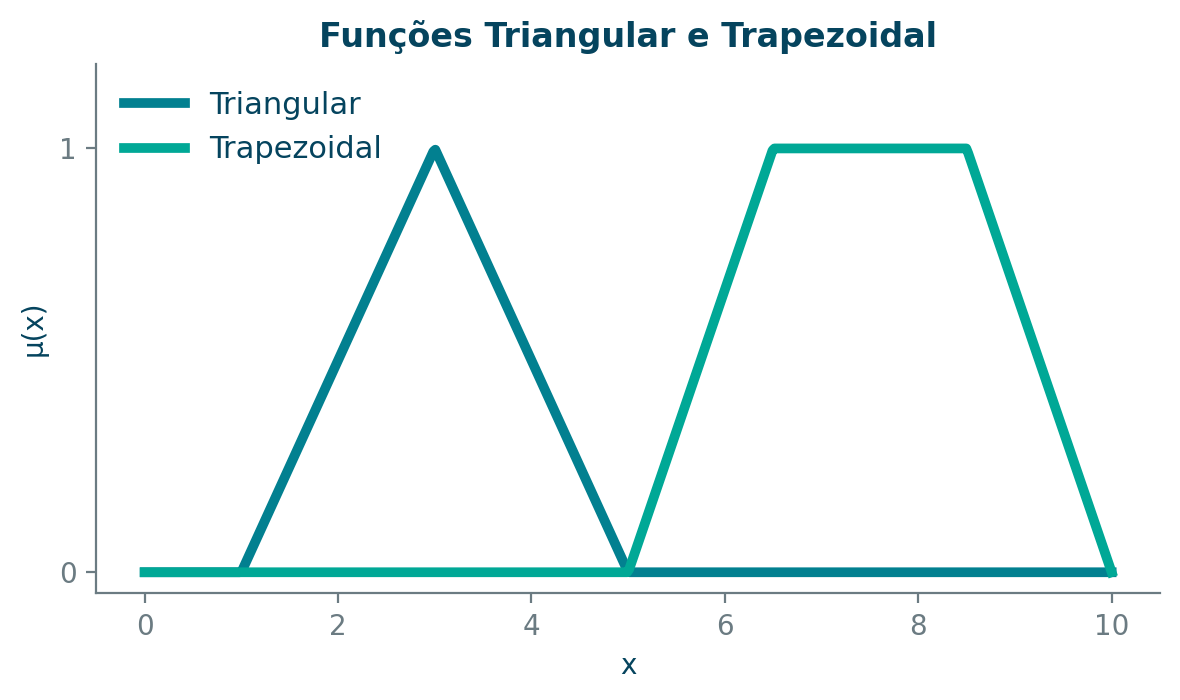 Funções Triangular e Trapezoidal
Triangular
Trapezoidal
1
0
μ(x)
0 2 4 6 8 10
x